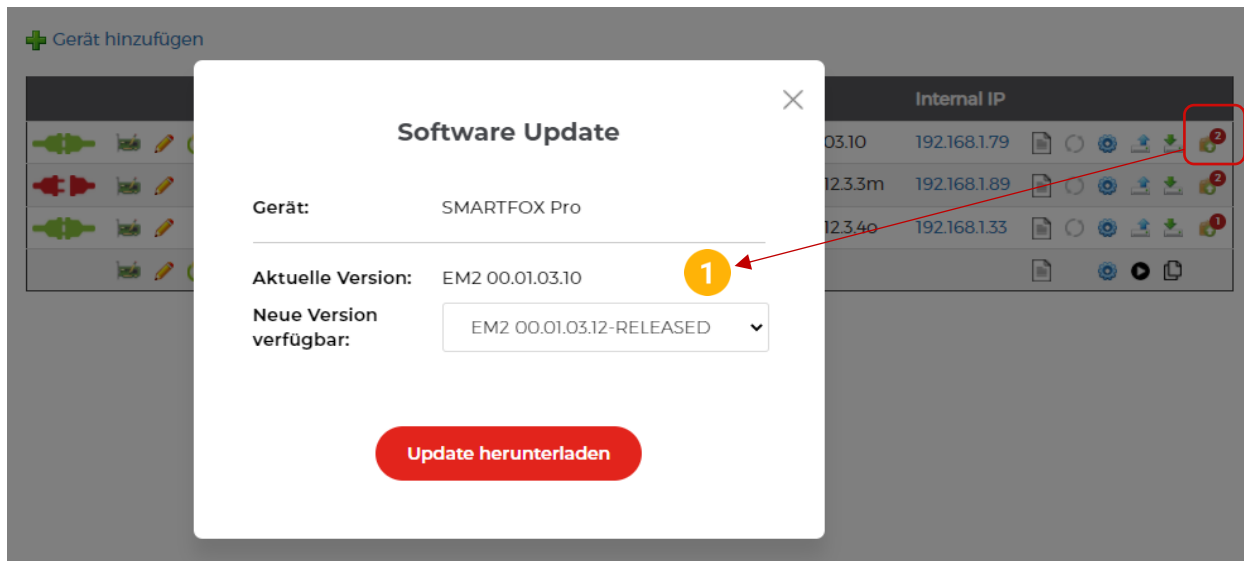 Gerät hinzufügen
Internal IP
Software Update
03.10 192.168.1.79 2
12.3.3m 192.168.1.89 2
Gerät: SMARTFOX Pro
12.3.4o 192.168.1.33 1
Aktuelle Version: EM2 00.01.03.10 1
Neue Version
verfügbar:
EM2 00.01.03.12-RELEASED
Update herunterladen